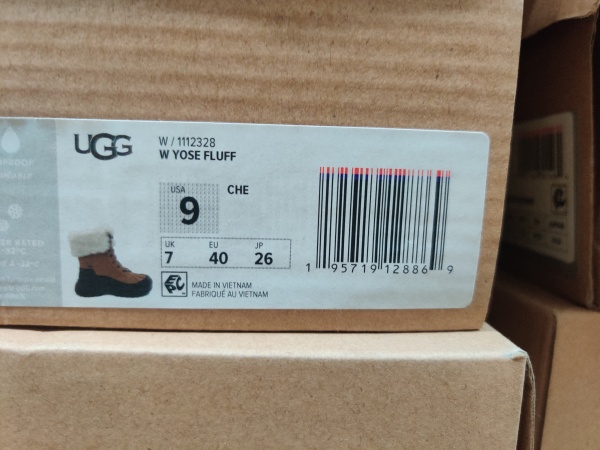 UGG
W / 1112328
W YOSE FLUFF
USA
9
CHE
UK EU JP
7 40 26
MADE IN VIETNAM
FABRIQUÉ AU VIETNAM
1 95719 12886 9